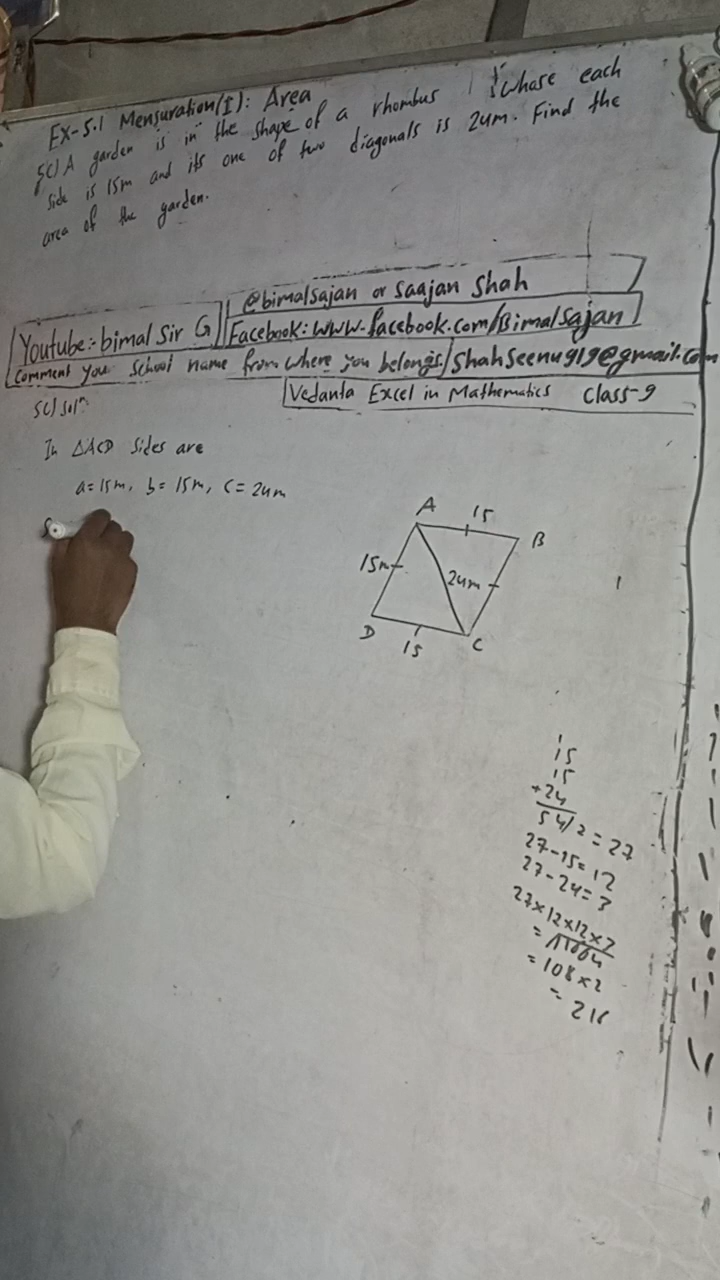 Ex-5.1 Mensuration(I): Area
5c) A garden is in the shape of a rhombus whose each
side is 15m and its one of two diagonals is 24m. Find the
area of the garden.
@bimalsajan or Saajan Shah
Youtube:- bimal Sir G
Facebook: www.facebook.com/Bimalsajan
Comment your School name from where you belongs/Shahseenu919@gmail.com
Vedanta Excel in Mathematics Class-9
5c) solⁿ
In ΔACD sides are
a=15m, b=15m, c=24m
A 15 B
15m 24m
D 15 C
15
15
+24
54/2=27
27-15=12
27-24=3
27×12×12×3
= 11664
= 108×2
= 216